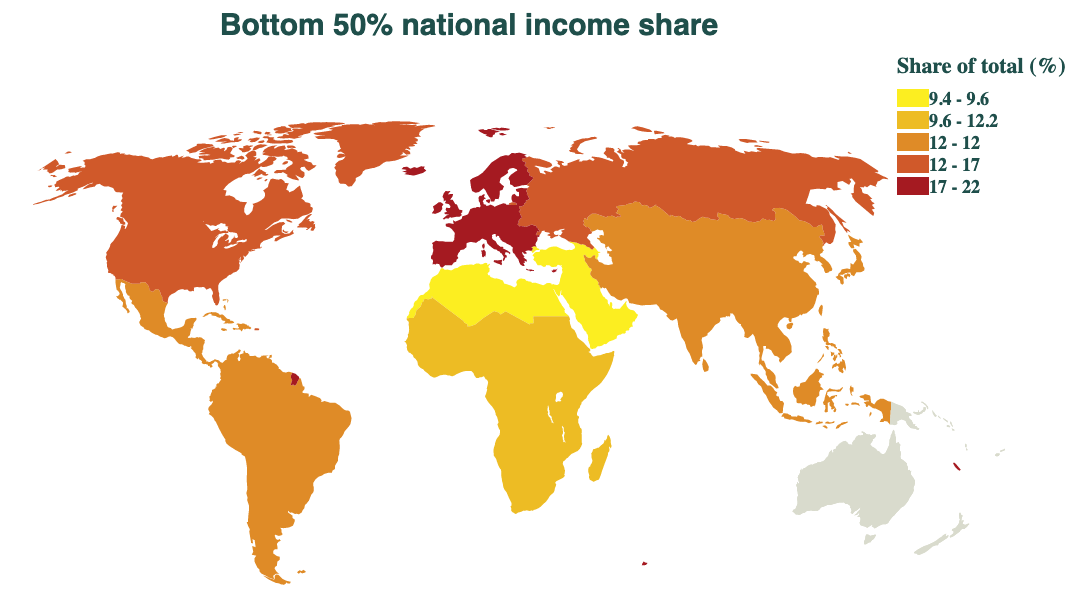 Bottom 50% national income share
Share of total (%)
9.4 - 9.6
9.6 - 12.2
12 - 12
12 - 17
17 - 22